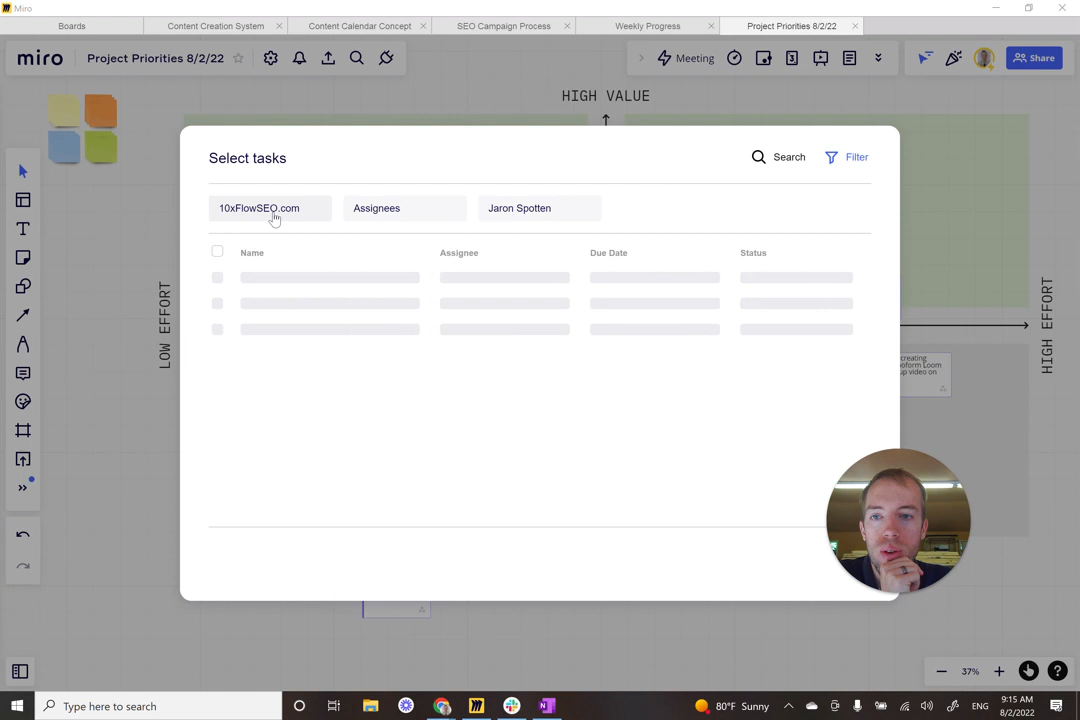 Miro
Boards
Content Creation System
Content Calendar Concept
SEO Campaign Process
Weekly Progress
Project Priorities 8/2/22
miro
Project Priorities 8/2/22
Meeting
3
Share
HIGH VALUE
Select tasks
Search
Filter
10xFlowSEO.com
Assignees
Jaron Spotten
Name
Assignee
Due Date
Status
LOW EFFORT
HIGH EFFORT
creating
oform Loom
up video on
37%
Type here to search
80°F Sunny
ENG
9:15 AM
8/2/2022